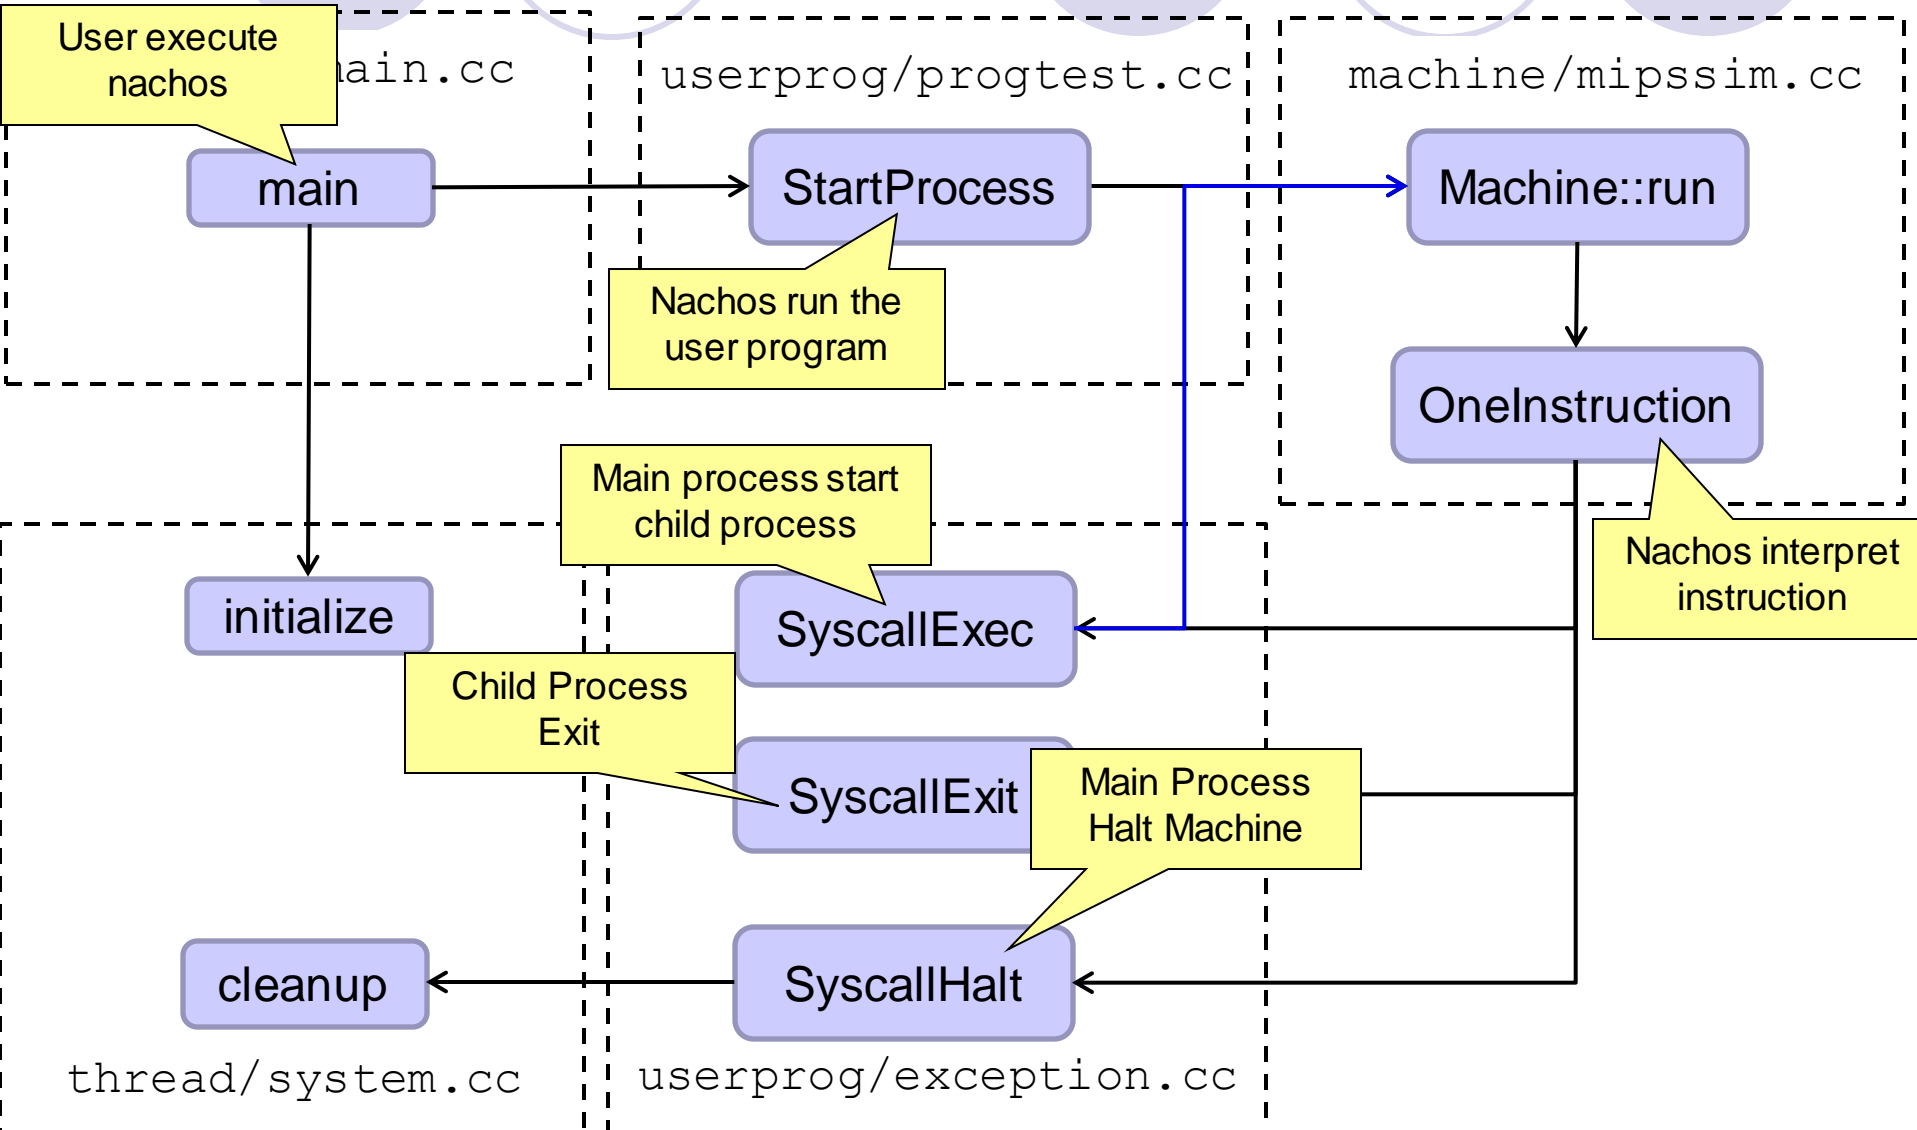 User execute
nachos
ain.cc
userprog/progtest.cc
machine/mipssim.cc
main
StartProcess
Machine::run
Nachos run the
user program
OneInstruction
Main process start
child process
Nachos interpret
instruction
initialize
SyscallExec
Child Process
Exit
SyscallExit
Main Process
Halt Machine
cleanup
SyscallHalt
thread/system.cc
userprog/exception.cc